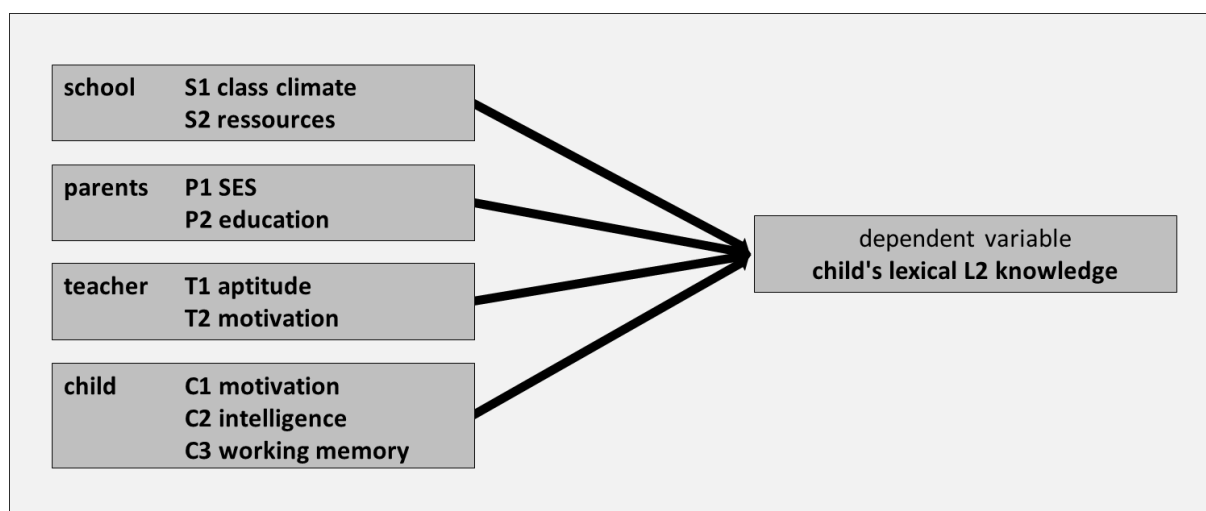 school S1 class climate
S2 ressources
parents P1 SES
P2 education
teacher T1 aptitude
T2 motivation
child C1 motivation
C2 intelligence
C3 working memory
dependent variable
child's lexical L2 knowledge